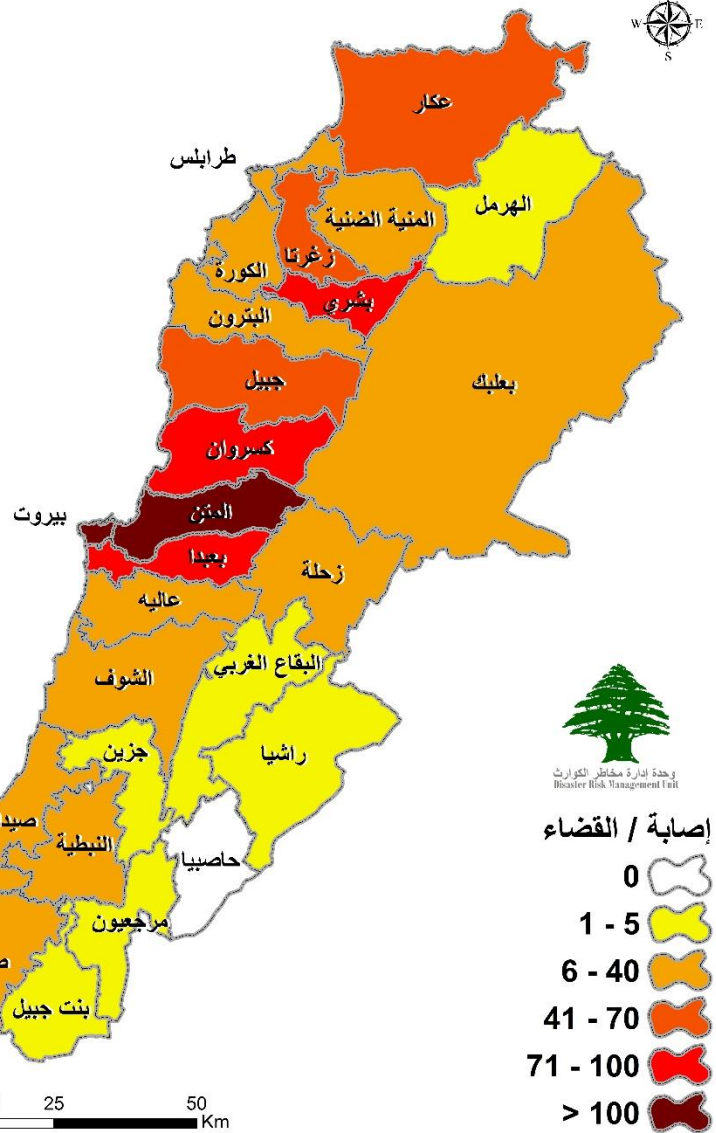 W E
S
عكار
طرابلس
الهرمل
المنية الضنية
زغرتا
الكورة
بشري
البترون
جبيل
بعلبك
كسروان
المتن
بيروت
بعبدا
زحلة
عاليه
البقاع الغربي
الشوف
راشيا
جزين
صيدا
النبطية
حاصبيا
مرجعيون
بنت جبيل
وحدة إدارة مخاطر الكوارث
Disaster Risk Management Unit
إصابة / القضاء
0
1 - 5
6 - 40
41 - 70
71 - 100
> 100
25 50
Km